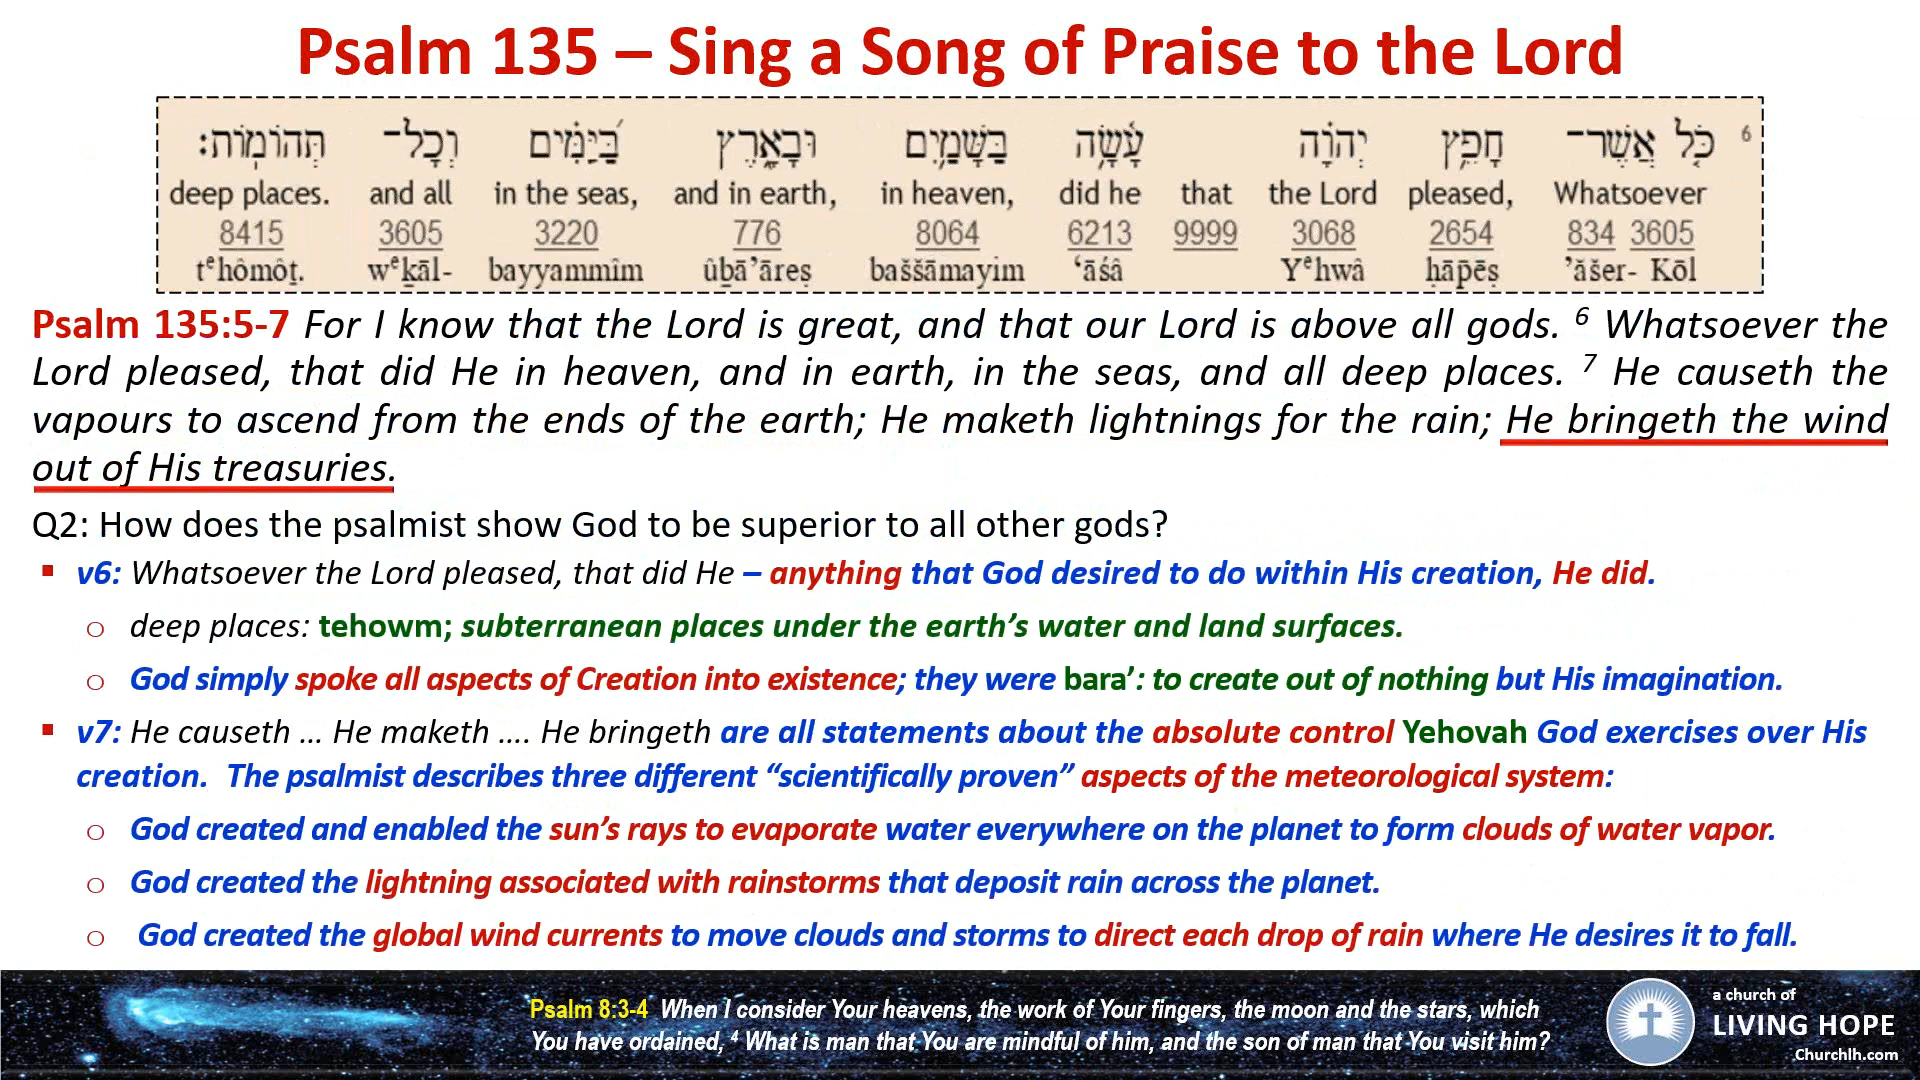 Psalm 135 – Sing a Song of Praise to the Lord
6 כֹּ֤ל אֲשֶׁר־ חָפֵ֥ץ יְהוָ֗ה עָ֫שָׂ֥ה בַּשָּׁמַ֥יִם וּבָאָ֑רֶץ בַּ֝יַּמִּ֗ים וְכָל־ תְּהוֹמֽוֹת׃
deep places. and all in the seas, and in earth, in heaven, did he that the Lord pleased, Whatsoever
8415 3605 3220 776 8064 6213 9999 3068 2654 834 3605
tᵉhômôṯ. wᵉḵāl- bayyammîm ûḇā’āreṣ baššāmayim ‘āśâ Yᵉhwâ ḥāp̄ēṣ ’ăšer- Kōl
Psalm 135:5-7 For I know that the Lord is great, and that our Lord is above all gods. ⁶ Whatsoever the
Lord pleased, that did He in heaven, and in earth, in the seas, and all deep places. ⁷ He causeth the
vapours to ascend from the ends of the earth; He maketh lightnings for the rain; He bringeth the wind
out of His treasuries.
Q2: How does the psalmist show God to be superior to all other gods?
▪ v6: Whatsoever the Lord pleased, that did He – anything that God desired to do within His creation, He did.
o deep places: tehowm; subterranean places under the earth’s water and land surfaces.
o God simply spoke all aspects of Creation into existence; they were bara’: to create out of nothing but His imagination.
▪ v7: He causeth … He maketh …. He bringeth are all statements about the absolute control Yehovah God exercises over His
creation. The psalmist describes three different “scientifically proven” aspects of the meteorological system:
o God created and enabled the sun’s rays to evaporate water everywhere on the planet to form clouds of water vapor.
o God created the lightning associated with rainstorms that deposit rain across the planet.
o God created the global wind currents to move clouds and storms to direct each drop of rain where He desires it to fall.
Psalm 8:3-4 When I consider Your heavens, the work of Your fingers, the moon and the stars, which
You have ordained, ⁴ What is man that You are mindful of him, and the son of man that You visit him?
a church of
LIVING HOPE
Churchlh.com